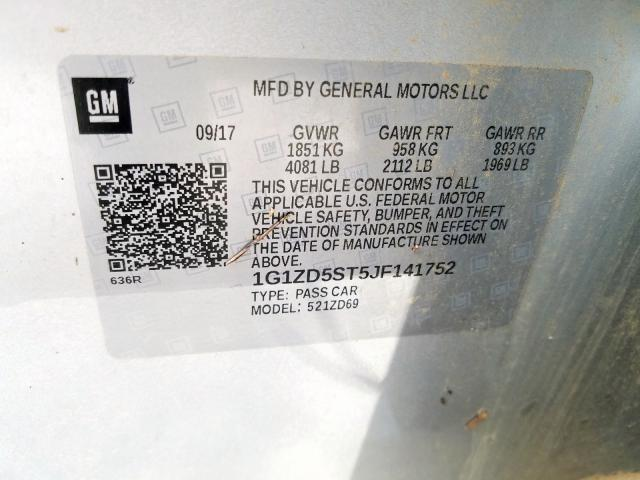 GM
MFD BY GENERAL MOTORS LLC
09/17 GVWR GAWR FRT GAWR RR
1851 KG 958 KG 893 KG
4081 LB 2112 LB 1969 LB
THIS VEHICLE CONFORMS TO ALL
APPLICABLE U.S. FEDERAL MOTOR
VEHICLE SAFETY, BUMPER, AND THEFT
PREVENTION STANDARDS IN EFFECT ON
THE DATE OF MANUFACTURE SHOWN
ABOVE.
636R
1G1ZD5ST5JF141752
TYPE: PASS CAR
MODEL: 521ZD69